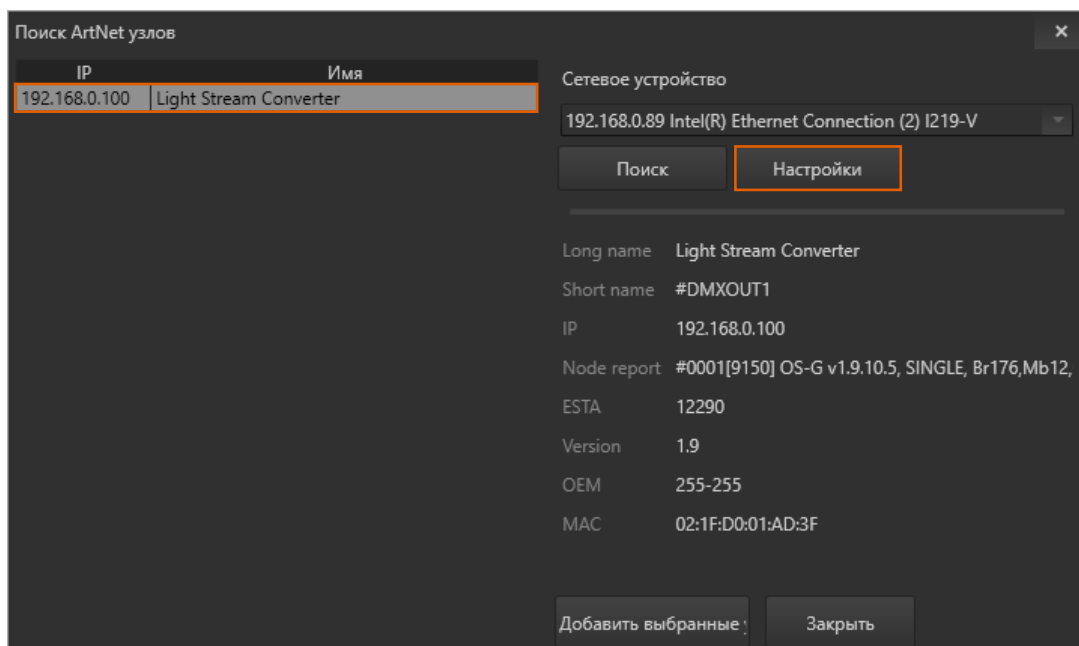 Поиск ArtNet узлов
IP Имя
192.168.0.100 Light Stream Converter
Сетевое устройство
192.168.0.89 Intel(R) Ethernet Connection (2) I219-V
Поиск Настройки
Long name Light Stream Converter
Short name #DMXOUT1
IP 192.168.0.100
Node report #0001[9150] OS-G v1.9.10.5, SINGLE, Br176,Mb12,
ESTA 12290
Version 1.9
OEM 255-255
MAC 02:1F:D0:01:AD:3F
Добавить выбранные Закрыть